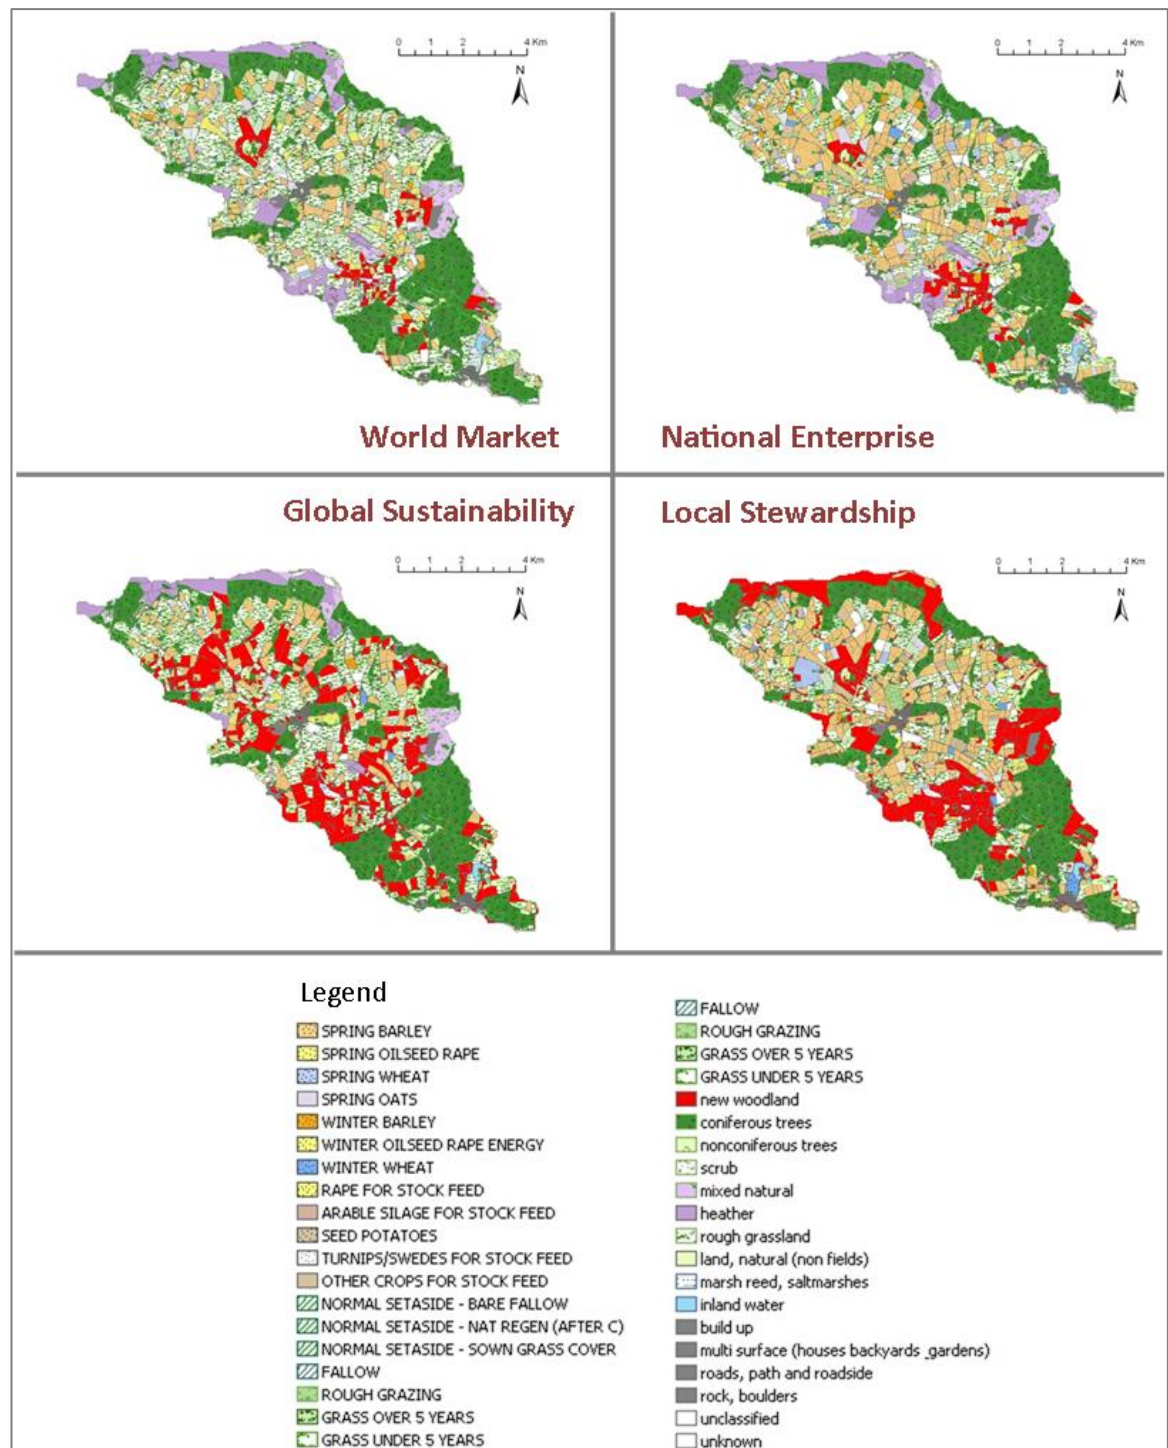 0 1 2 4 Km
N
World Market
0 1 2 4 Km
N
National Enterprise
Global Sustainability
0 1 2 4 Km
N
Local Stewardship
0 1 2 4 Km
N
Legend
SPRING BARLEY
SPRING OILSEED RAPE
SPRING WHEAT
SPRING OATS
WINTER BARLEY
WINTER OILSEED RAPE ENERGY
WINTER WHEAT
RAPE FOR STOCK FEED
ARABLE SILAGE FOR STOCK FEED
SEED POTATOES
TURNIPS/SWEDES FOR STOCK FEED
OTHER CROPS FOR STOCK FEED
NORMAL SETASIDE - BARE FALLOW
NORMAL SETASIDE - NAT REGEN (AFTER C)
NORMAL SETASIDE - SOWN GRASS COVER
FALLOW
ROUGH GRAZING
GRASS OVER 5 YEARS
GRASS UNDER 5 YEARS
FALLOW
ROUGH GRAZING
GRASS OVER 5 YEARS
GRASS UNDER 5 YEARS
new woodland
coniferous trees
nonconiferous trees
scrub
mixed natural
heather
rough grassland
land, natural (non fields)
marsh reed, saltmarshes
inland water
build up
multi surface (houses backyards _gardens)
roads, path and roadside
rock, boulders
unclassified
unknown